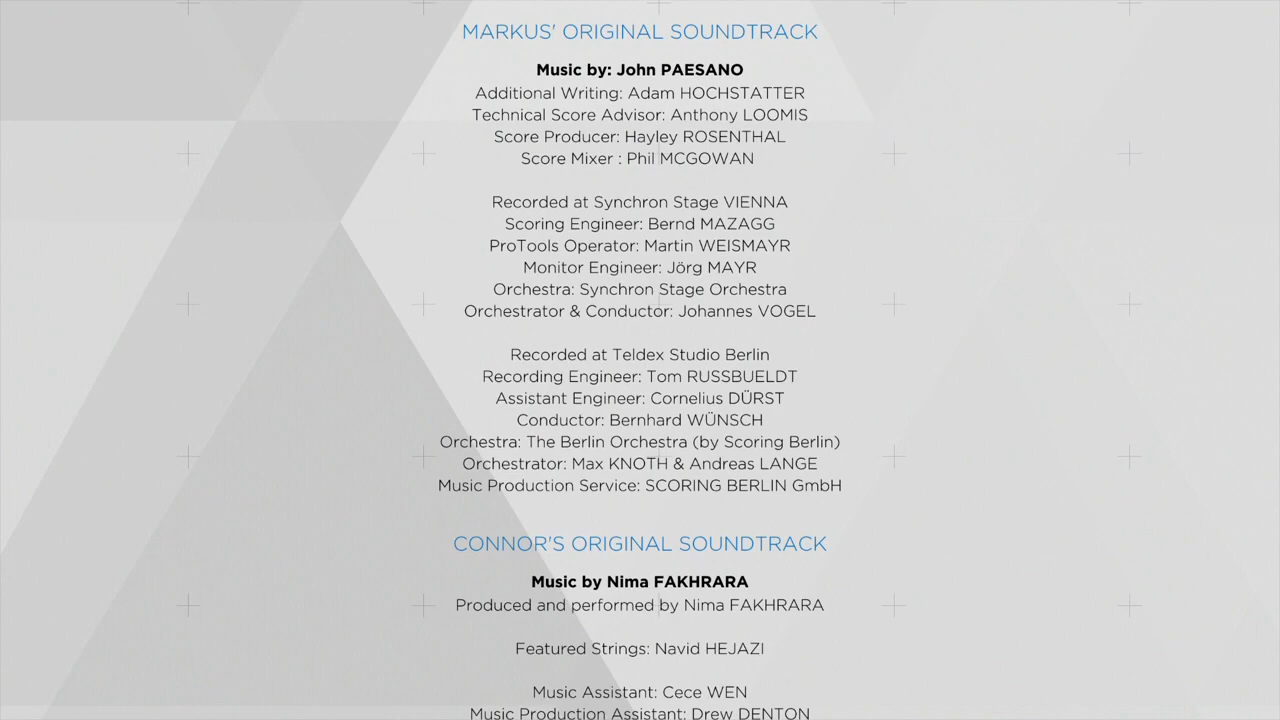 MARKUS' ORIGINAL SOUNDTRACK
Music by: John PAESANO
Additional Writing: Adam HOCHSTATTER
Technical Score Advisor: Anthony LOOMIS
Score Producer: Hayley ROSENTHAL
Score Mixer : Phil MCGOWAN
Recorded at Synchron Stage VIENNA
Scoring Engineer: Bernd MAZAGG
ProTools Operator: Martin WEISMAYR
Monitor Engineer: Jörg MAYR
Orchestra: Synchron Stage Orchestra
Orchestrator & Conductor: Johannes VOGEL
Recorded at Teldex Studio Berlin
Recording Engineer: Tom RUSSBUELDT
Assistant Engineer: Cornelius DÜRST
Conductor: Bernhard WÜNSCH
Orchestra: The Berlin Orchestra (by Scoring Berlin)
Orchestrator: Max KNOTH & Andreas LANGE
Music Production Service: SCORING BERLIN GmbH
CONNOR'S ORIGINAL SOUNDTRACK
Music by Nima FAKHRARA
Produced and performed by Nima FAKHRARA
Featured Strings: Navid HEJAZI
Music Assistant: Cece WEN
Music Production Assistant: Drew DENTON